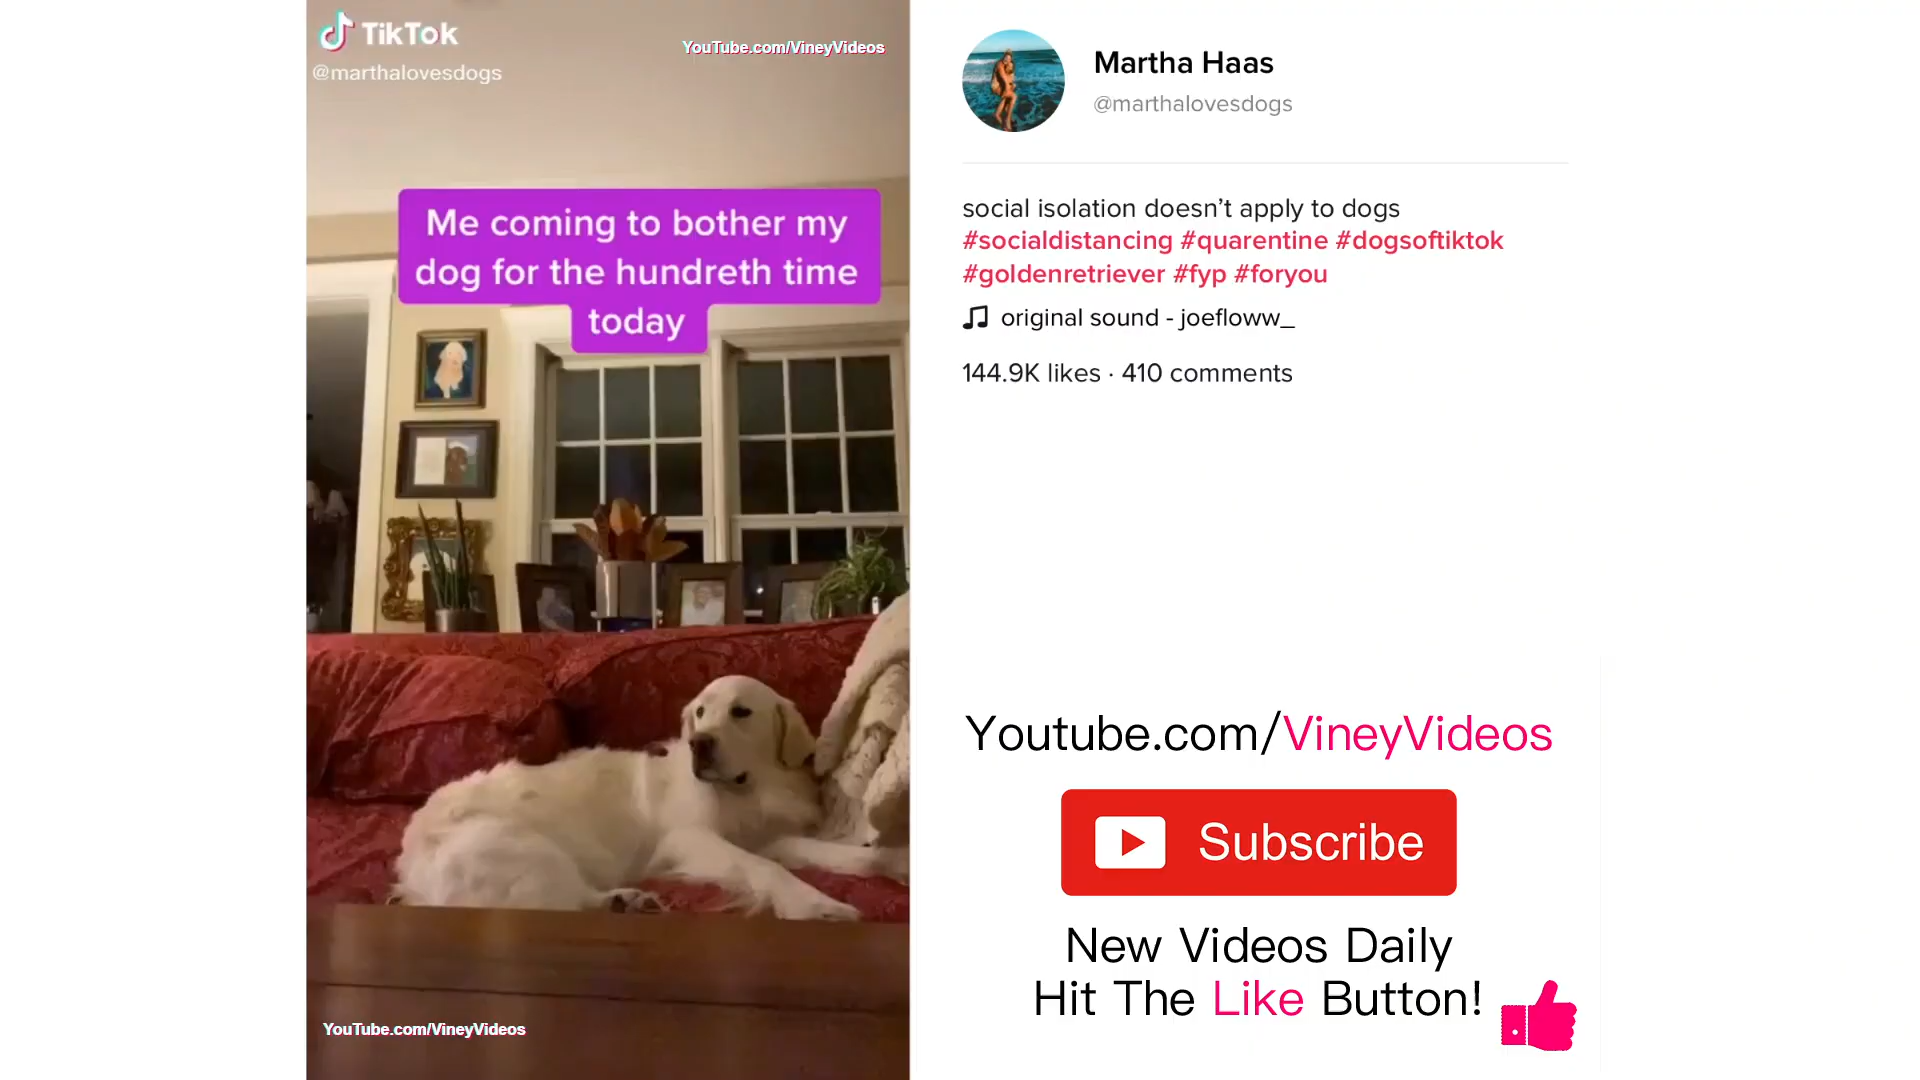 TikTok
@marthalovesdogs
YouTube.com/VineyVideos
Me coming to bother my
dog for the hundreth time
today
YouTube.com/VineyVideos
Martha Haas
@marthalovesdogs
social isolation doesn’t apply to dogs
#socialdistancing #quarentine #dogsoftiktok
#goldenretriever #fyp #foryou
original sound - joefloww_
144.9K likes · 410 comments
Youtube.com/VineyVideos
Subscribe
New Videos Daily
Hit The Like Button!